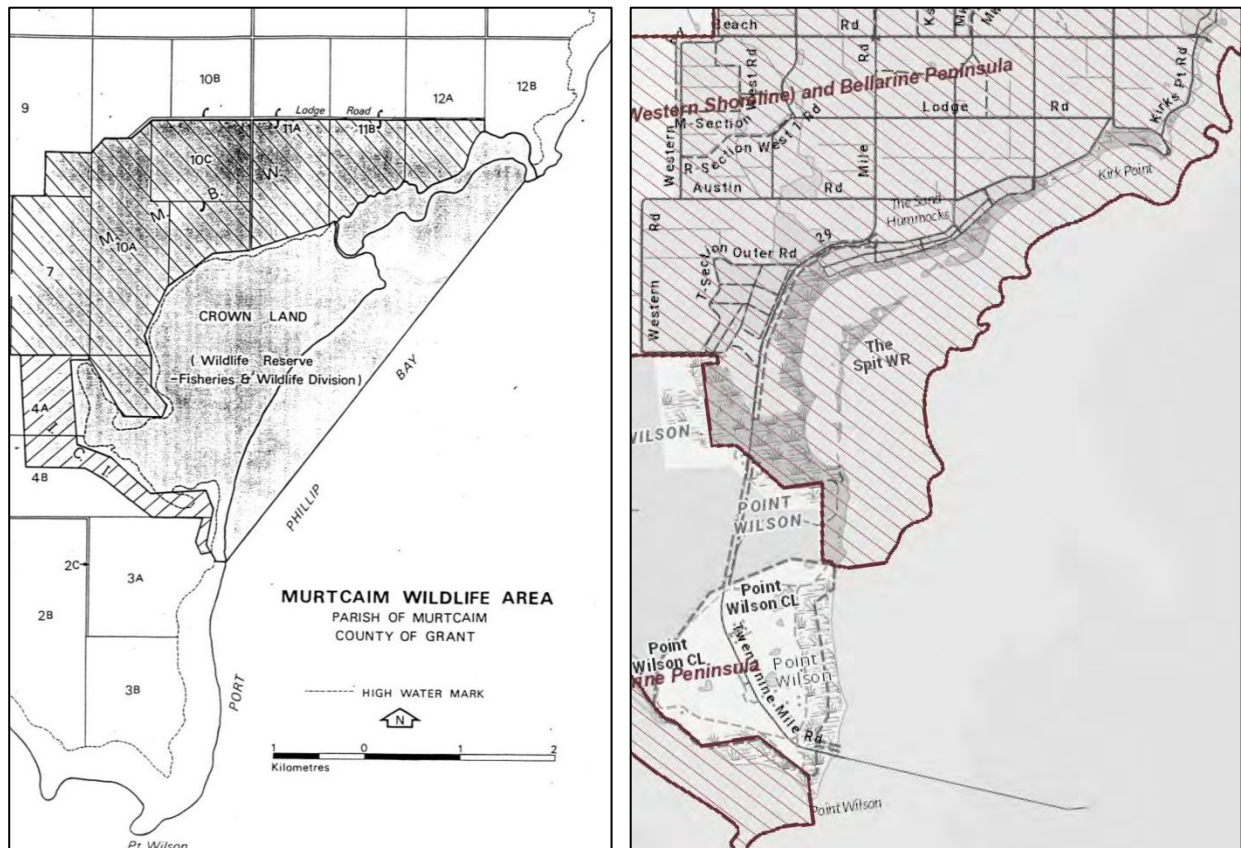 10B
12A
12B
9
Lodge Road
11A
11B
10C
M. M. B. W.
10A
7
CROWN LAND
( Wildlife Reserve
-Fisheries & Wildlife Division)
BAY
4A
I. C. I.
4B
PHILLIP
2C
3A
2B
MURTCAIM WILDLIFE AREA
PARISH OF MURTCAIM
COUNTY OF GRANT
3B
PORT
HIGH WATER MARK
N
1 0 1 2
Kilometres
Pt. Wilson
Beach Rd
West Rd
Rd
Western Shoreline) and Bellarine Peninsula
Kirks Pt Rd
M-Section
Lodge Rd
R-Section West T Rd
Western Rd
Mile
Austin Rd
Kirk Point
The Sand
Hummocks
29
Outer Rd
T-Section
Western
The
Spit WR
WILSON
POINT
WILSON
Point
Wilson CL
Point
Wilson CL
Twentynine Mile Rd
Point
Wilson
nne Peninsula
Point Wilson